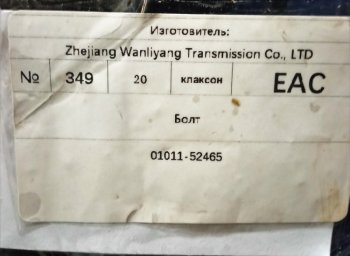 Изготовитель:
Zhejiang Wanliyang Transmission Co., LTD
№ 349 20 клаксон EAC
Болт
01011-52465